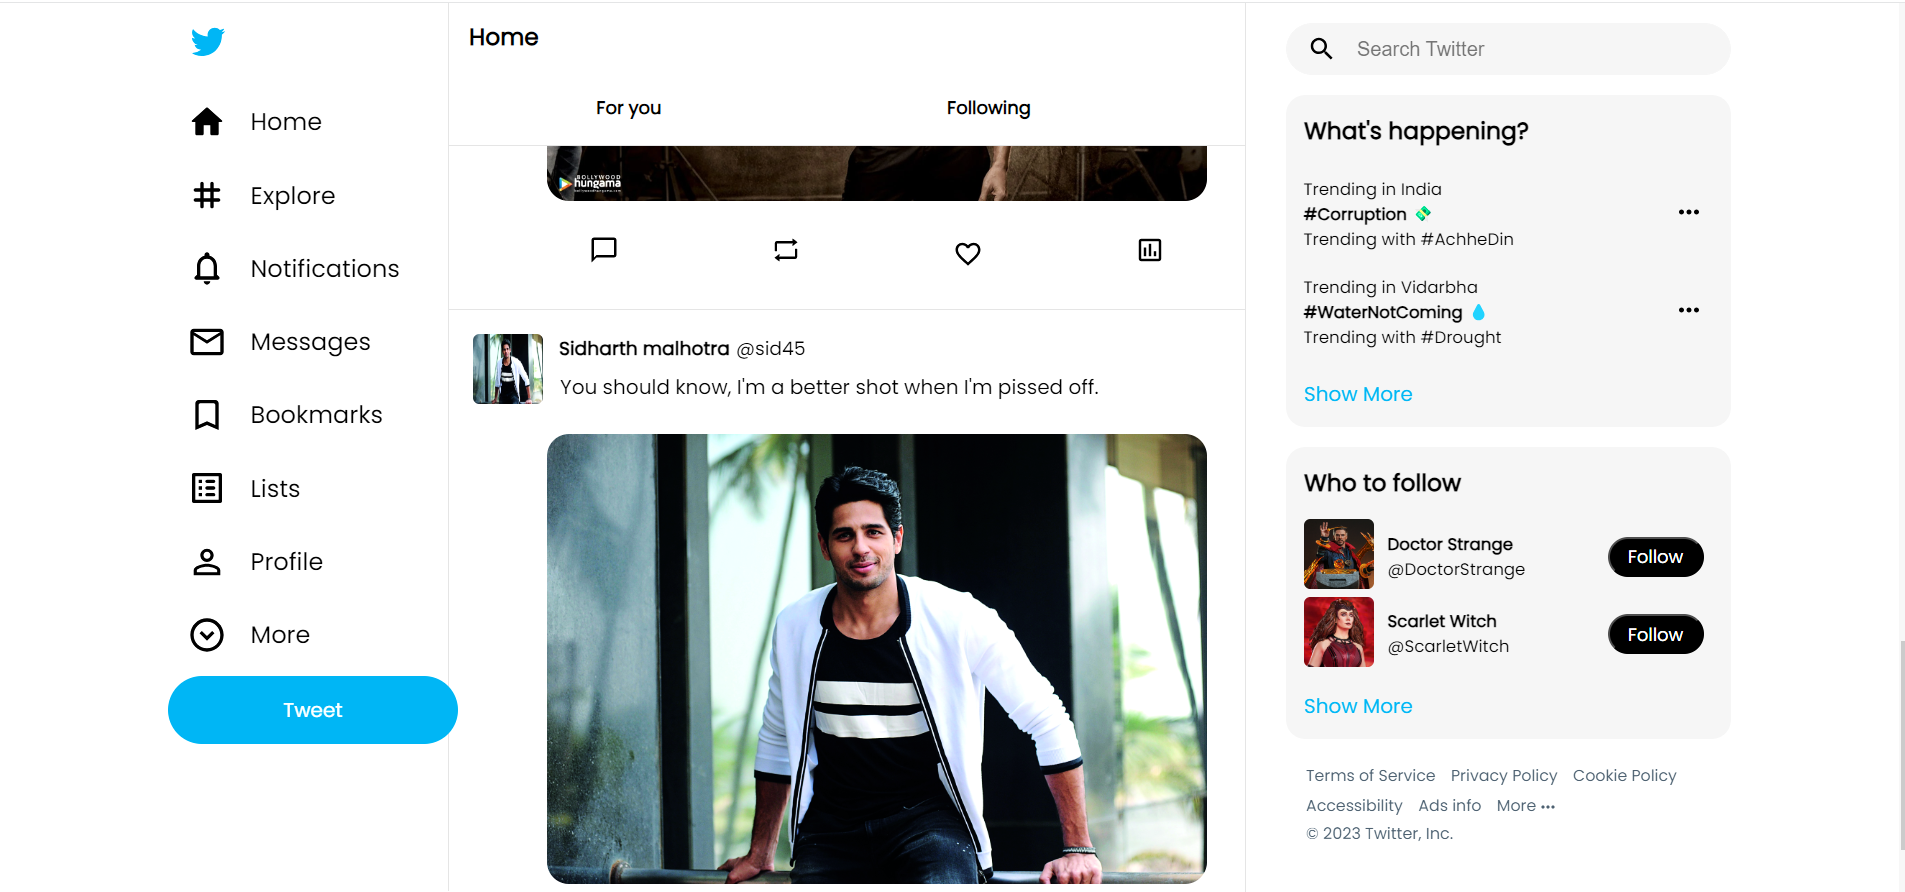 Home
Explore
Notifications
Messages
Bookmarks
Lists
Profile
More
Tweet
Home
For you
Following
BOLLYWOOD
hungama
Sidharth malhotra @sid45
You should know, I'm a better shot when I'm pissed off.
Search Twitter
What's happening?
Trending in India
#Corruption 💸
Trending with #AchheDin
Trending in Vidarbha
#WaterNotComing 💧
Trending with #Drought
Show More
Who to follow
Doctor Strange
@DoctorStrange
Follow
Scarlet Witch
@ScarletWitch
Follow
Show More
Terms of Service Privacy Policy Cookie Policy
Accessibility Ads info More •••
© 2023 Twitter, Inc.